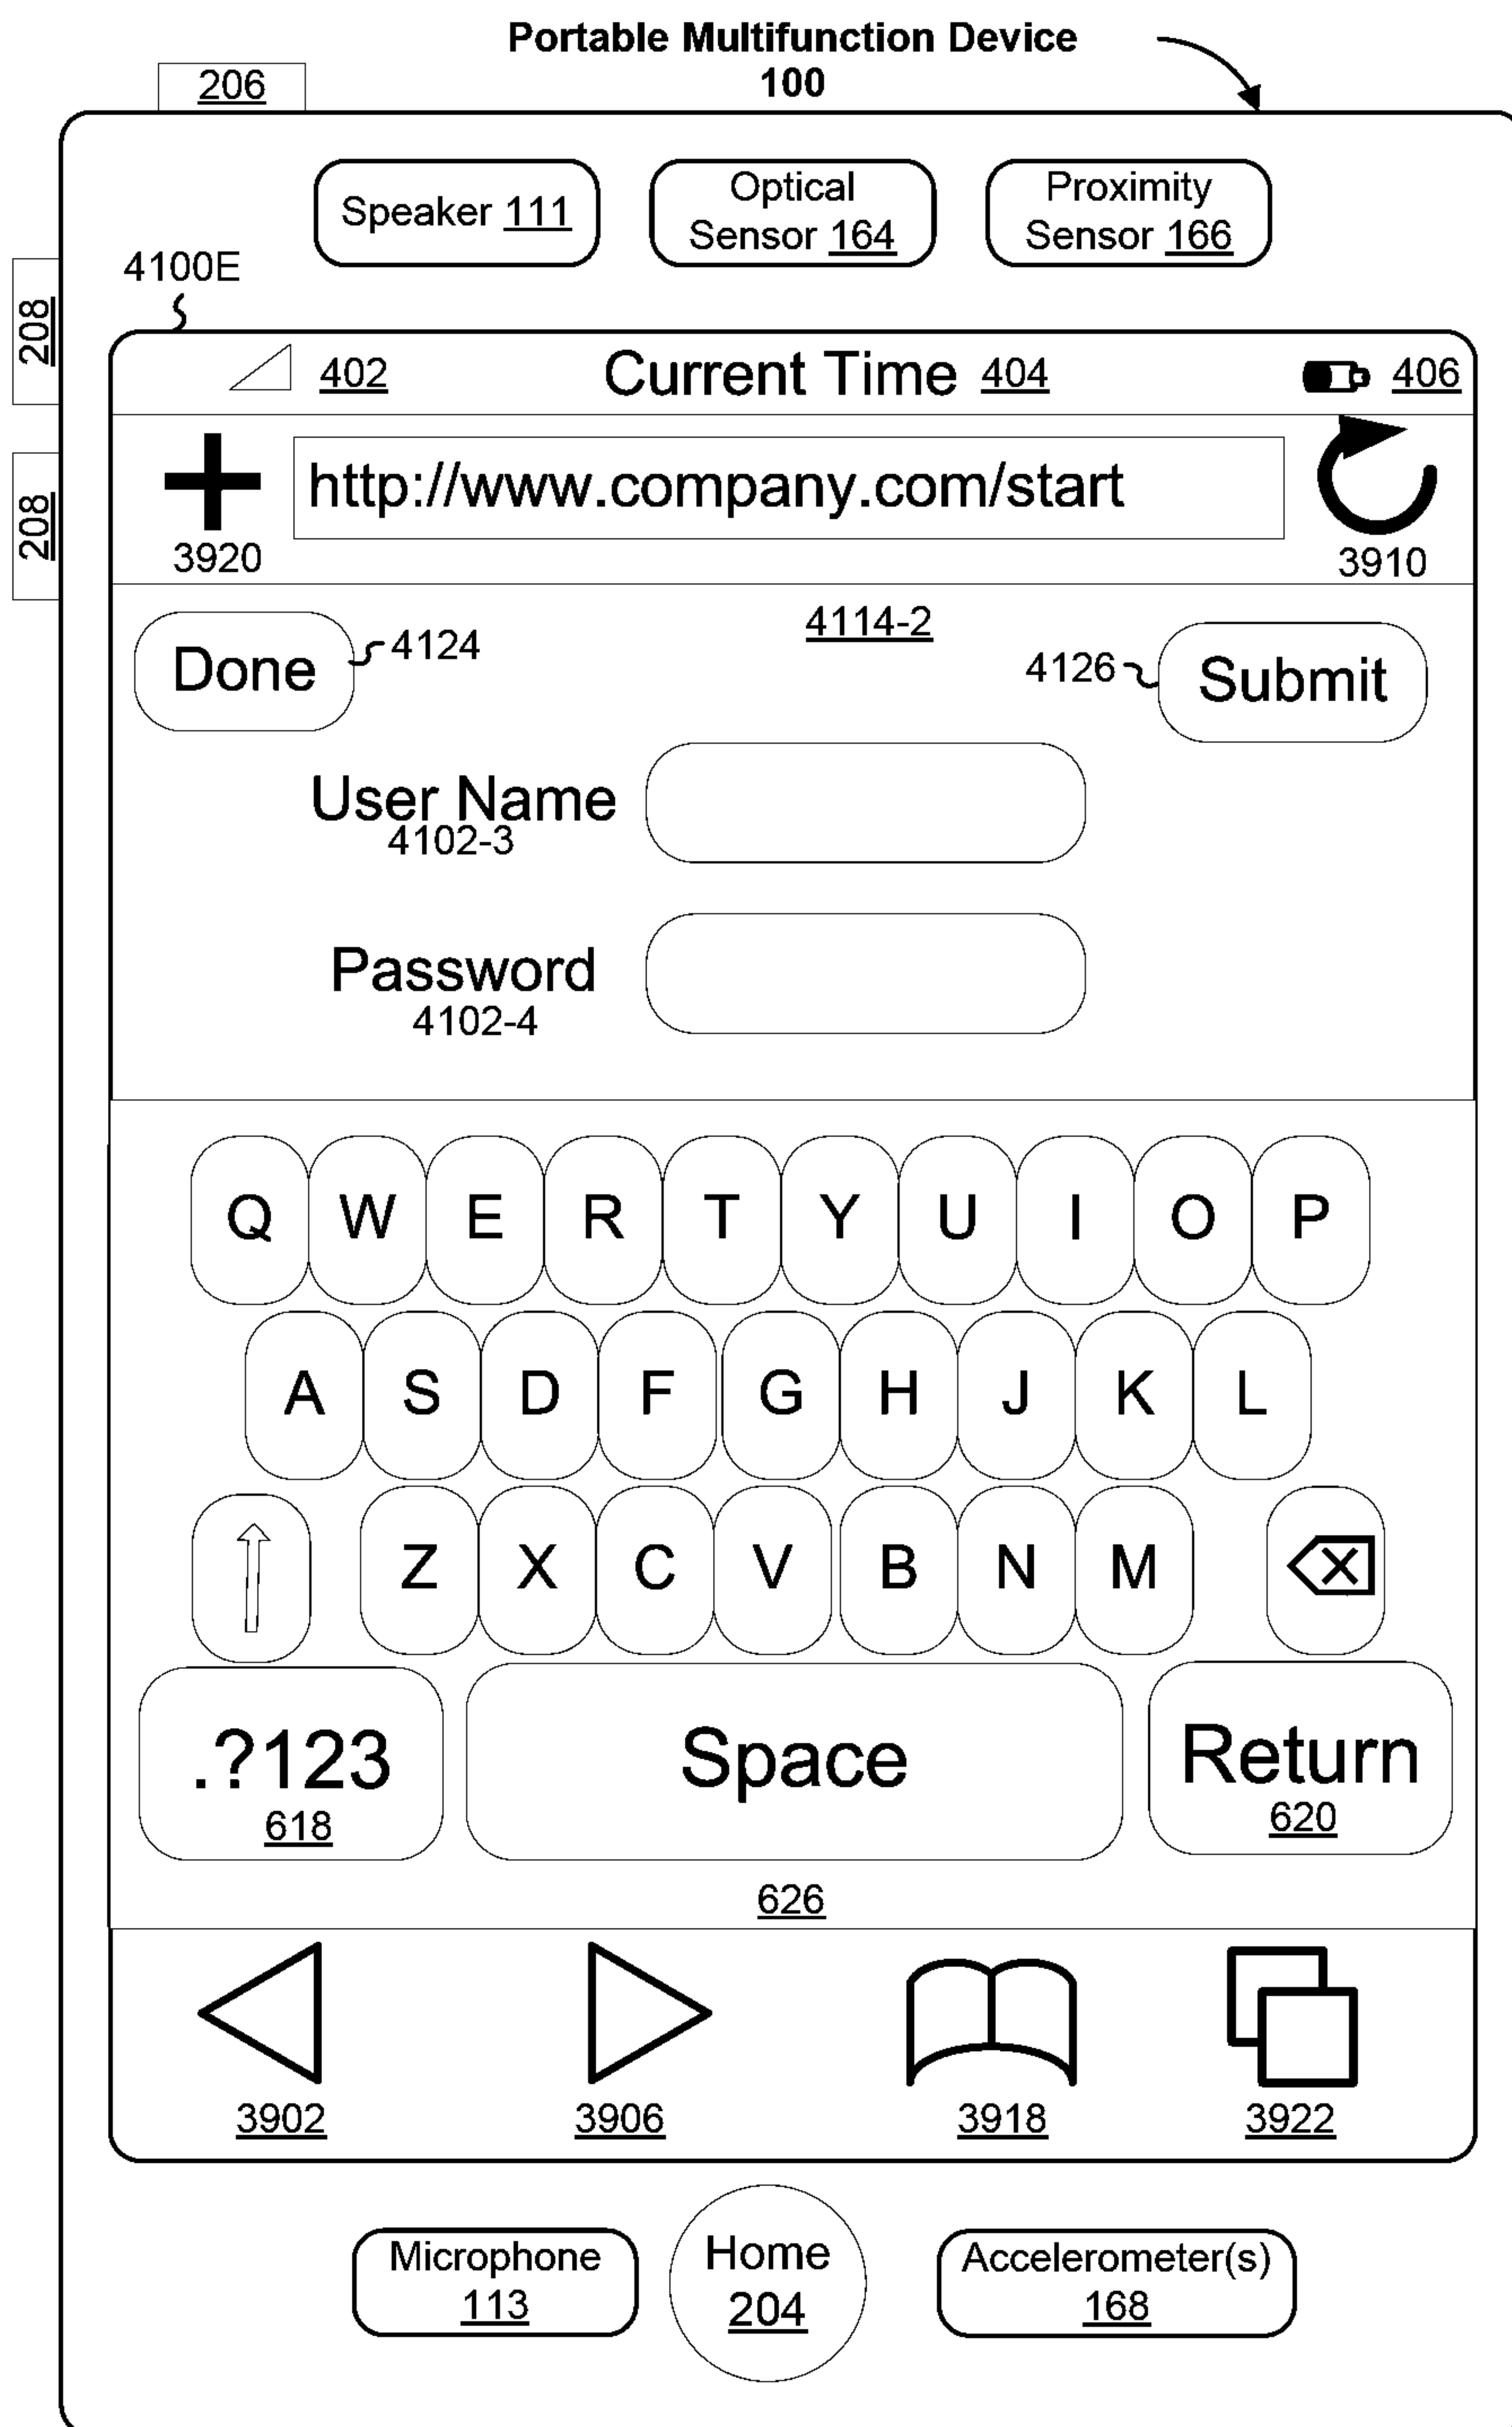 Portable Multifunction Device
100
206
Speaker 111
Optical
Sensor 164
Proximity
Sensor 166
4100E
208
208
402
Current Time 404
406
http://www.company.com/start
3920
3910
Done
4124
4114-2
4126
Submit
User Name
4102-3
Password
4102-4
Q W E R T Y U I O P
A S D F G H J K L
Z X C V B N M
.?123
618
Space
Return
620
626
3902
3906
3918
3922
Microphone
113
Home
204
Accelerometer(s)
168